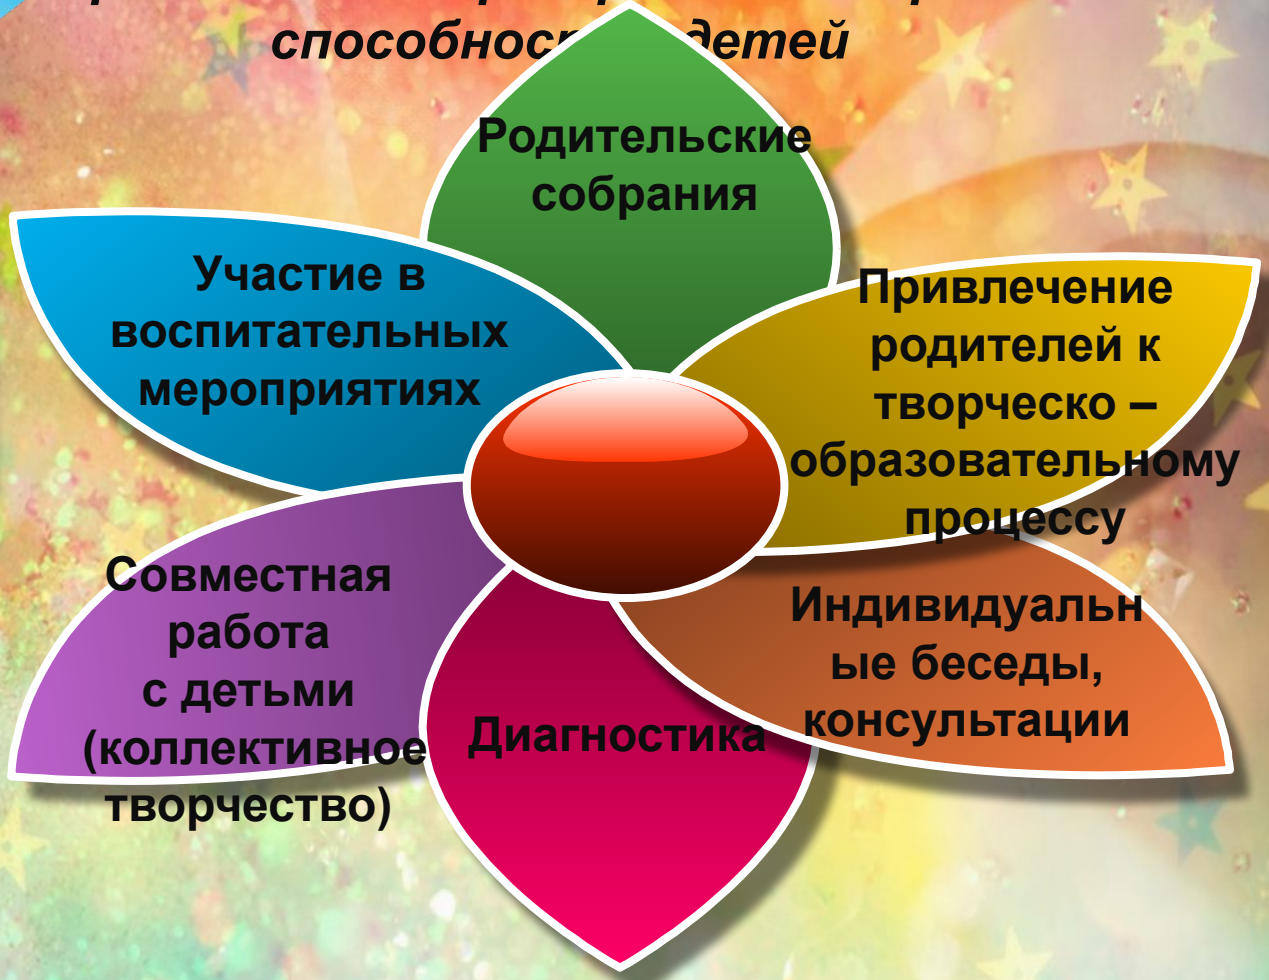 детей
Родительские
собрания
Участие в
воспитательных
мероприятиях
Привлечение
родителей к
творческо –
образовательному
процессу
Совместная
работа
с детьми
(коллективное
творчество)
Диагностика
Индивидуальн
ые беседы,
консультации